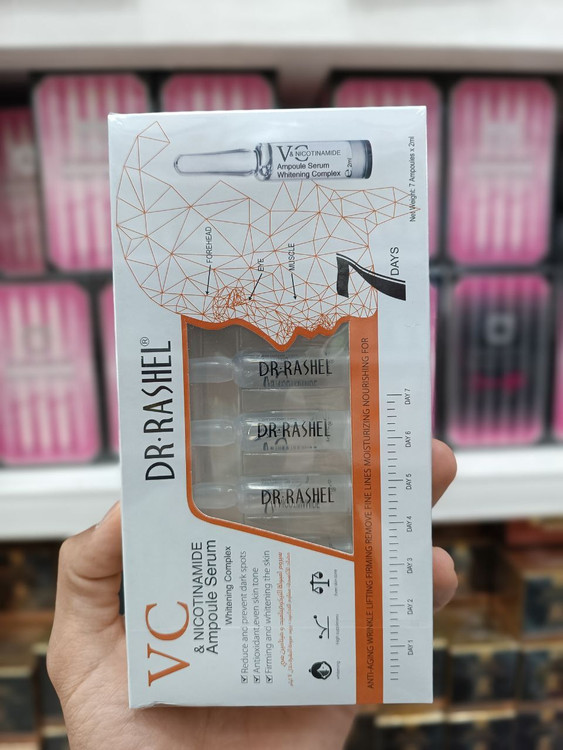 VC
& NICOTINAMIDE
Ampoule Serum
Whitening Complex
Reduce and prevent dark spots
Antioxidant,even skin tone
Firming and whitening the skin
DR·RASHEL®
DR·RASHEL
DR·RASHEL
DR·RASHEL
VC
& NICOTINAMIDE
Ampoule Serum
Whitening Complex
2ml
FOREHEAD
EYE
MUSCLE
7
DAYS
Net Weight: 7 Ampoules x 2ml
ANTI-AGING WRINKLE LIFTING FIRMING REMOVE FINE LINES MOISTURIZING NOURISHING FOR
DAY 1
DAY 2
DAY 3
DAY 4
DAY 5
DAY 6
DAY 7